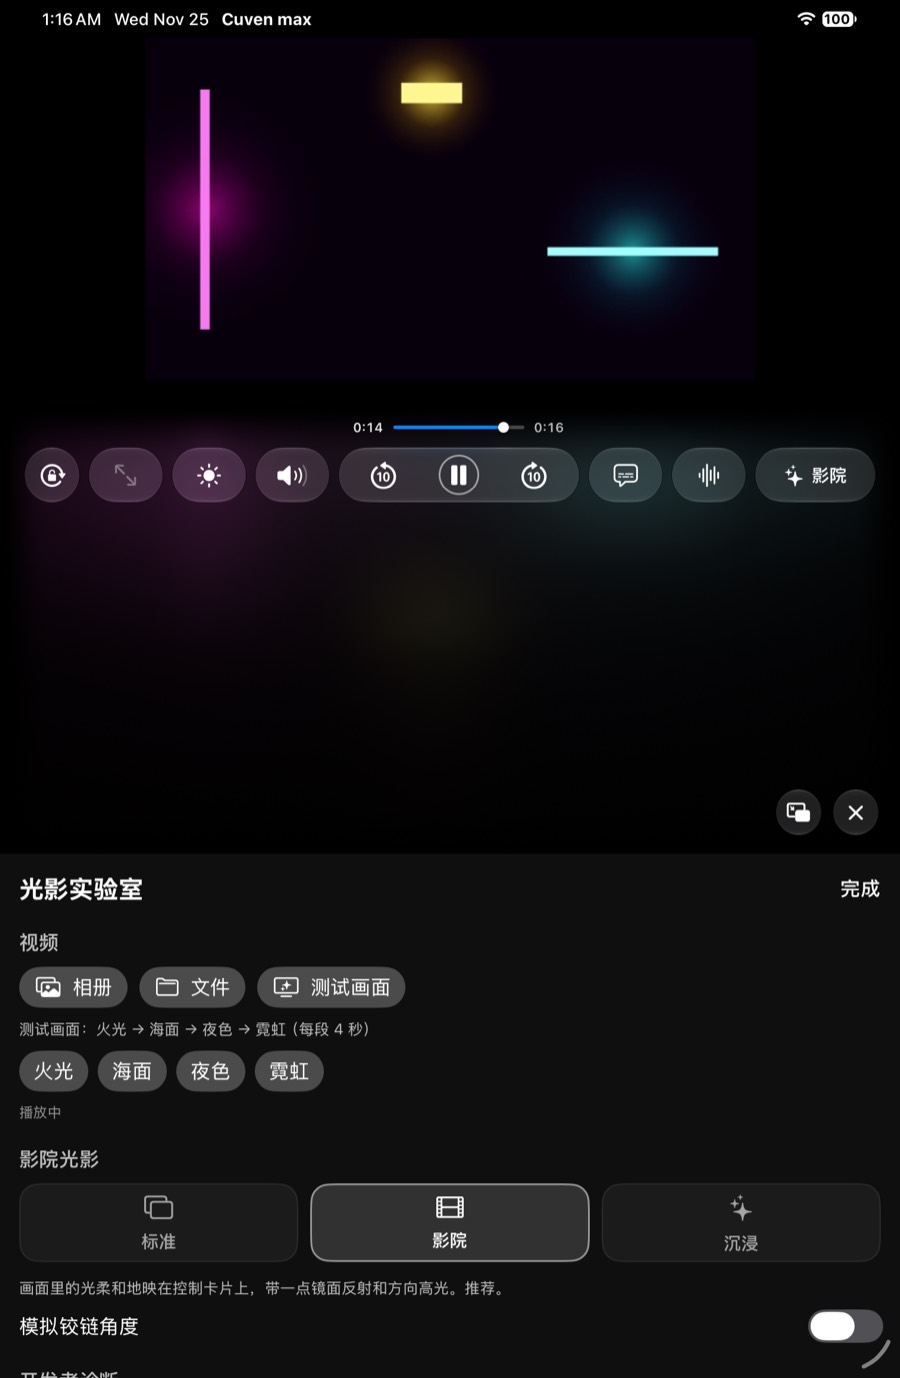 1:16 AM Wed Nov 25 Cuven max 100
0:14 0:16
10 10 影院
光影实验室 完成
视频
相册 文件 测试画面
测试画面：火光 → 海面 → 夜色 → 霓虹（每段 4 秒）
火光 海面 夜色 霓虹
播放中
影院光影
标准 影院 沉浸
画面里的光柔和地映在控制卡片上，带一点镜面反射和方向高光。推荐。
模拟铰链角度
开发者诊断